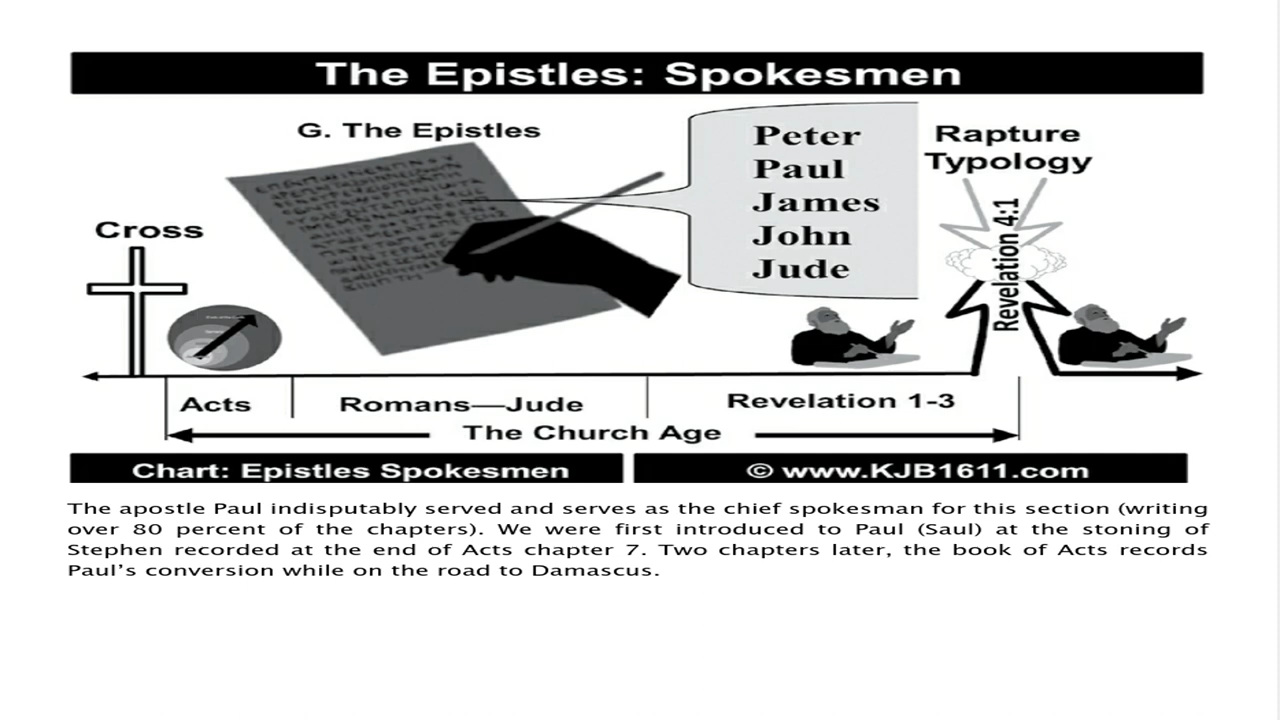 The Epistles: Spokesmen
G. The Epistles
Peter
Paul
James
John
Jude
Rapture
Typology
Revelation 4:1
Cross
Acts
Romans—Jude
Revelation 1-3
The Church Age
Chart: Epistles Spokesmen
© www.KJB1611.com
The apostle Paul indisputably served and serves as the chief spokesman for this section (writing
over 80 percent of the chapters). We were first introduced to Paul (Saul) at the stoning of
Stephen recorded at the end of Acts chapter 7. Two chapters later, the book of Acts records
Paul’s conversion while on the road to Damascus.